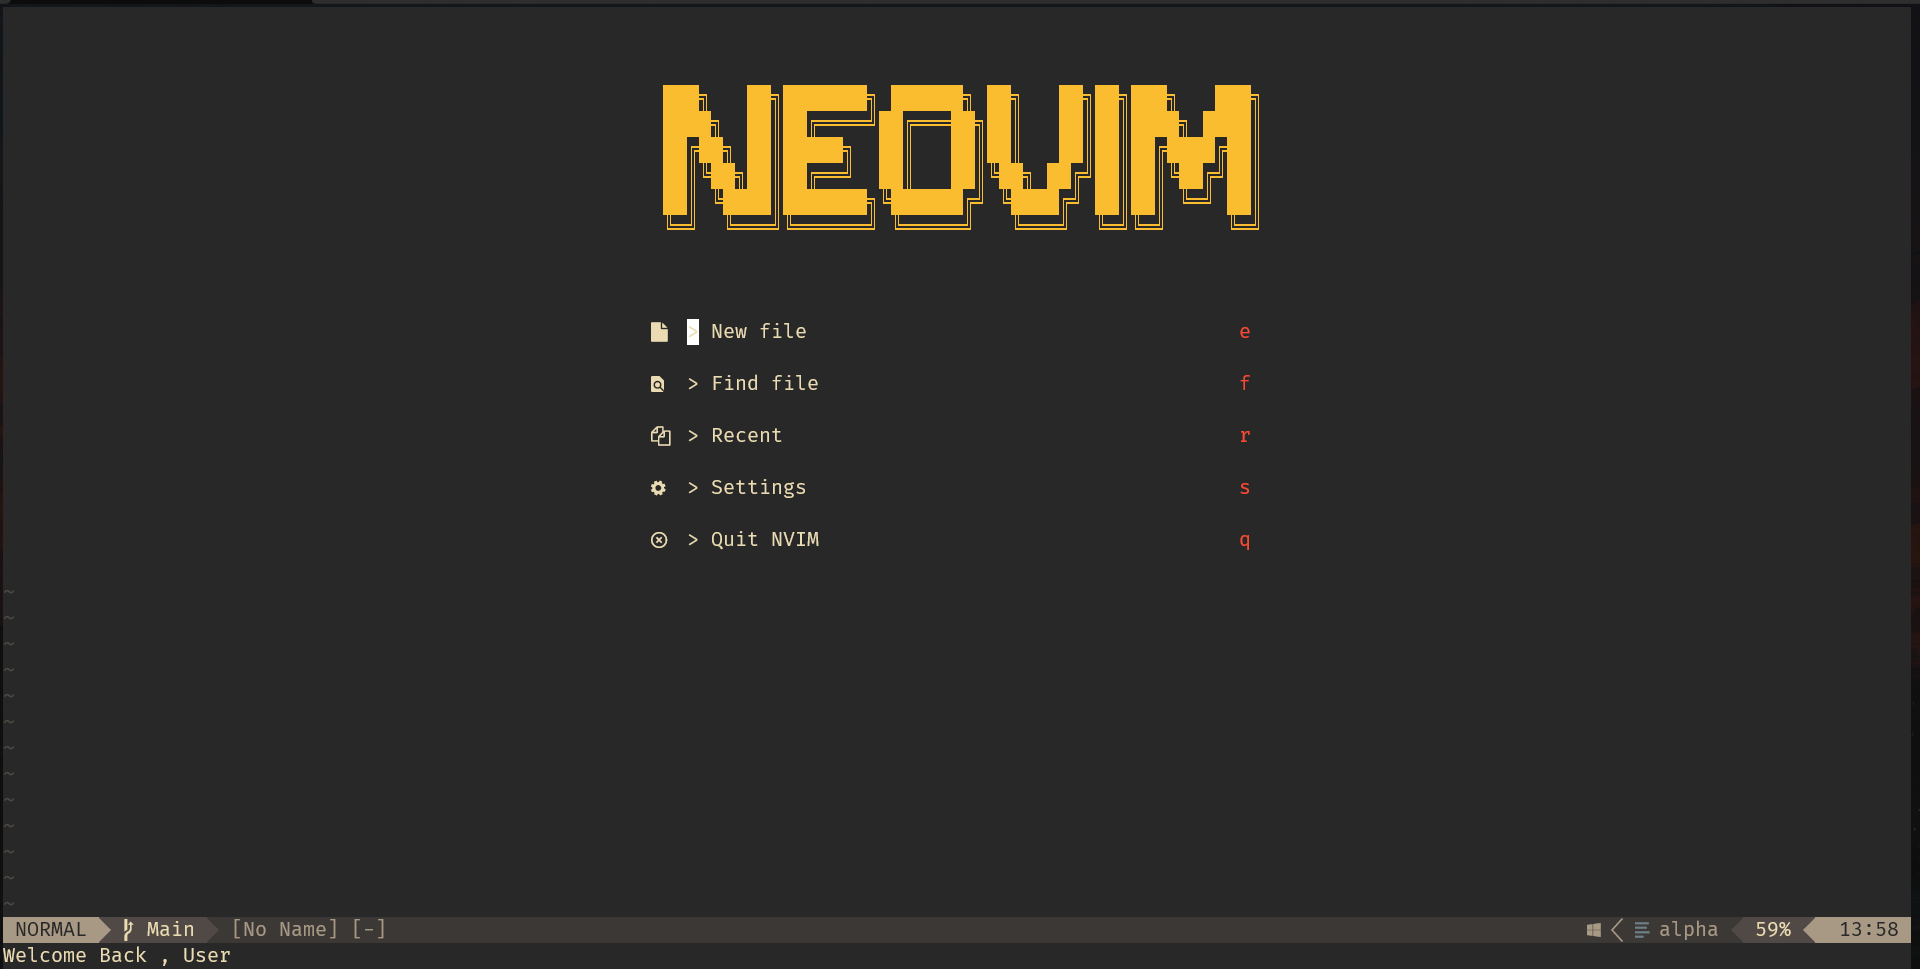 NEOVIM
> New file e
> Find file f
> Recent r
> Settings s
> Quit NVIM q
~
~
~
~
~
~
~
~
~
~
~
~
~
NORMAL Main [No Name] [-] alpha 59% 13:58
Welcome Back , User